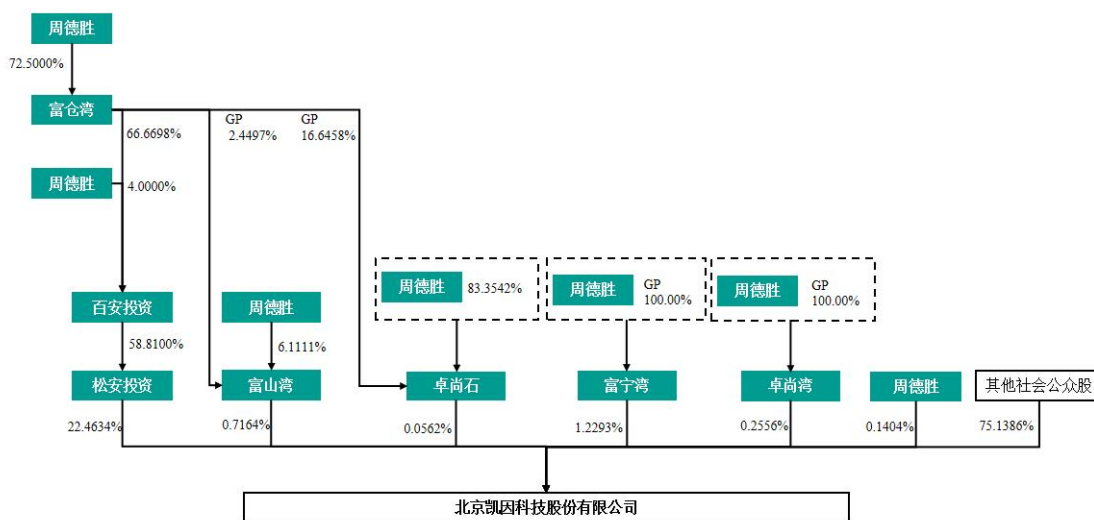 周德胜
72.5000%
富仓湾
66.6698%
GP
2.4497%
GP
16.6458%
周德胜
4.0000%
周德胜
83.3542%
周德胜
GP
100.00%
周德胜
GP
100.00%
百安投资
周德胜
58.8100%
6.1111%
松安投资
富山湾
卓尚石
富宁湾
卓尚湾
周德胜
其他社会公众股
22.4634%
0.7164%
0.0562%
1.2293%
0.2556%
0.1404%
75.1386%
北京凯因科技股份有限公司